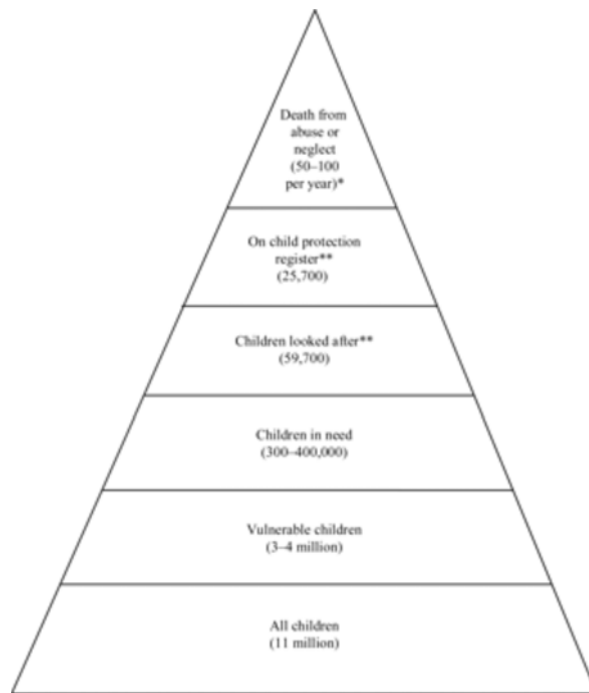 Death from
abuse or
neglect
(50–100
per year)*
On child protection
register**
(25,700)
Children looked after**
(59,700)
Children in need
(300–400,000)
Vulnerable children
(3–4 million)
All children
(11 million)